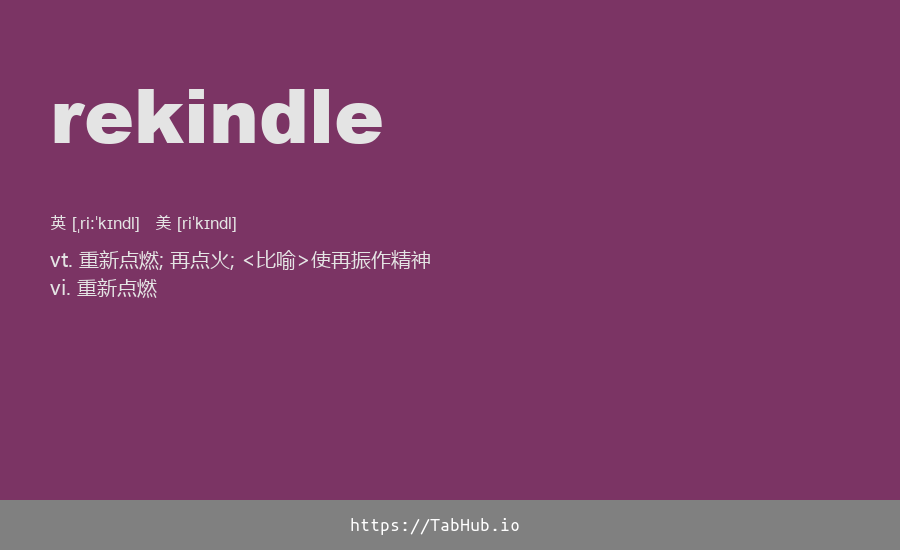 rekindle
英 [ˌriːˈkɪndl] 美 [riˈkɪndl]
vt. 重新点燃; 再点火; <比喻>使再振作精神
vi. 重新点燃
https://TabHub.io